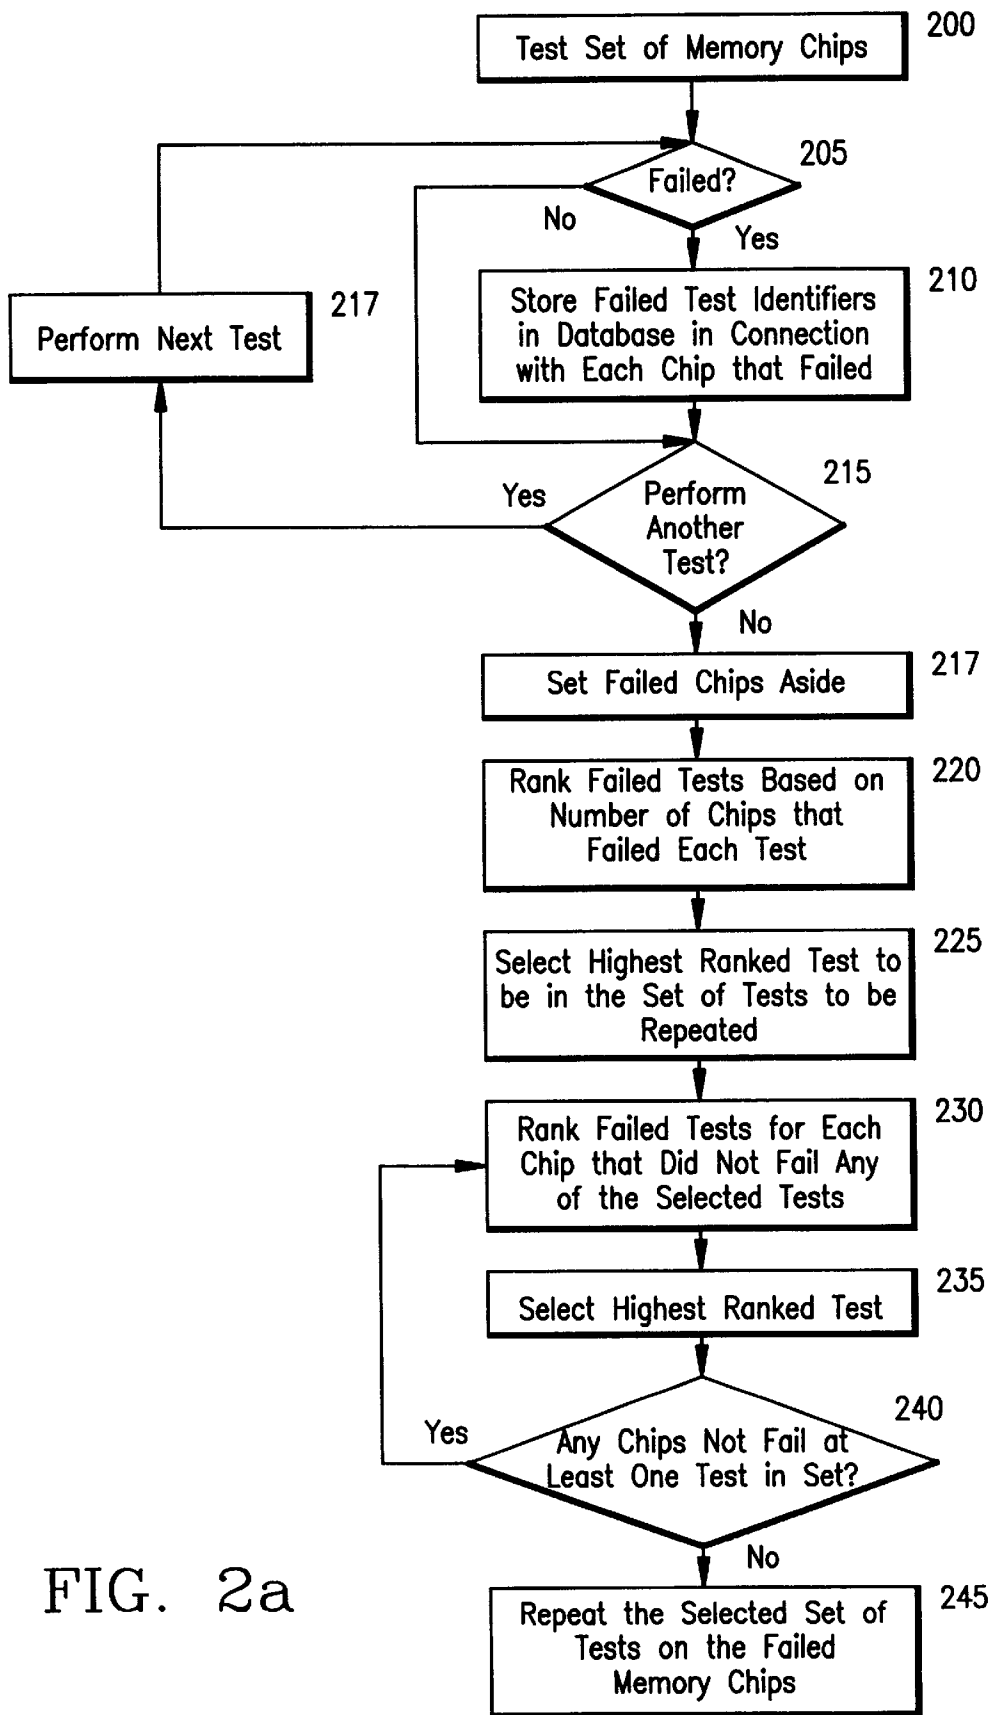 Test Set of Memory Chips
200
Failed?
205
No
Yes
Store Failed Test Identifiers
in Database in Connection
with Each Chip that Failed
210
Perform Next Test
217
Perform
Another
Test?
215
Yes
No
Set Failed Chips Aside
217
Rank Failed Tests Based on
Number of Chips that
Failed Each Test
220
Select Highest Ranked Test to
be in the Set of Tests to be
Repeated
225
Rank Failed Tests for Each
Chip that Did Not Fail Any
of the Selected Tests
230
Select Highest Ranked Test
235
Any Chips Not Fail at
Least One Test in Set?
240
Yes
No
Repeat the Selected Set of
Tests on the Failed
Memory Chips
245
FIG. 2a